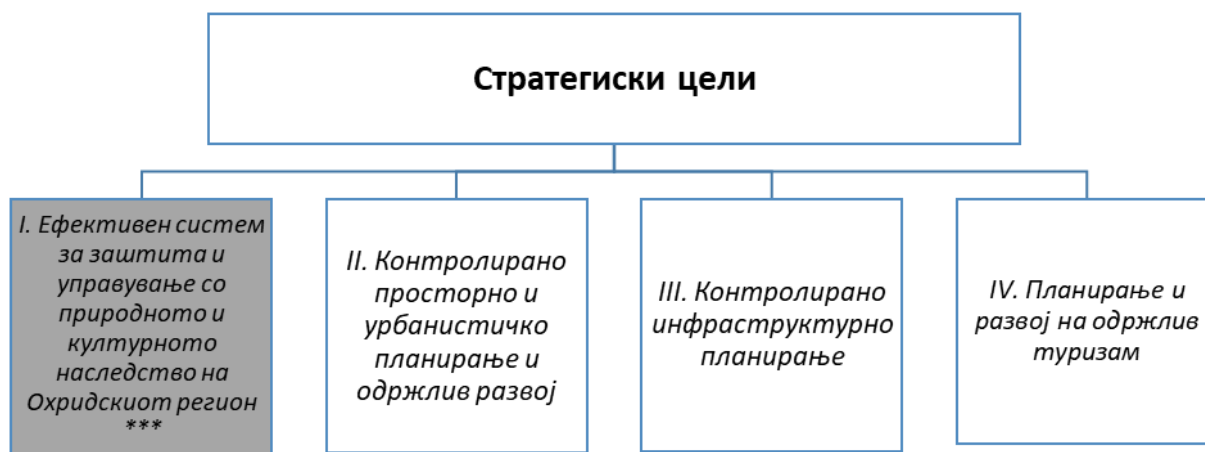 Стратегиски цели
I. Ефективен систем
за заштита и
управување со
природното и
културното
наследство на
Охридскиот регион
***
II. Контролирано
просторно и
урбанистичко
планирање и
одржлив развој
III. Контролирано
инфраструктурно
планирање
IV. Планирање и
развој на одржлив
туризам